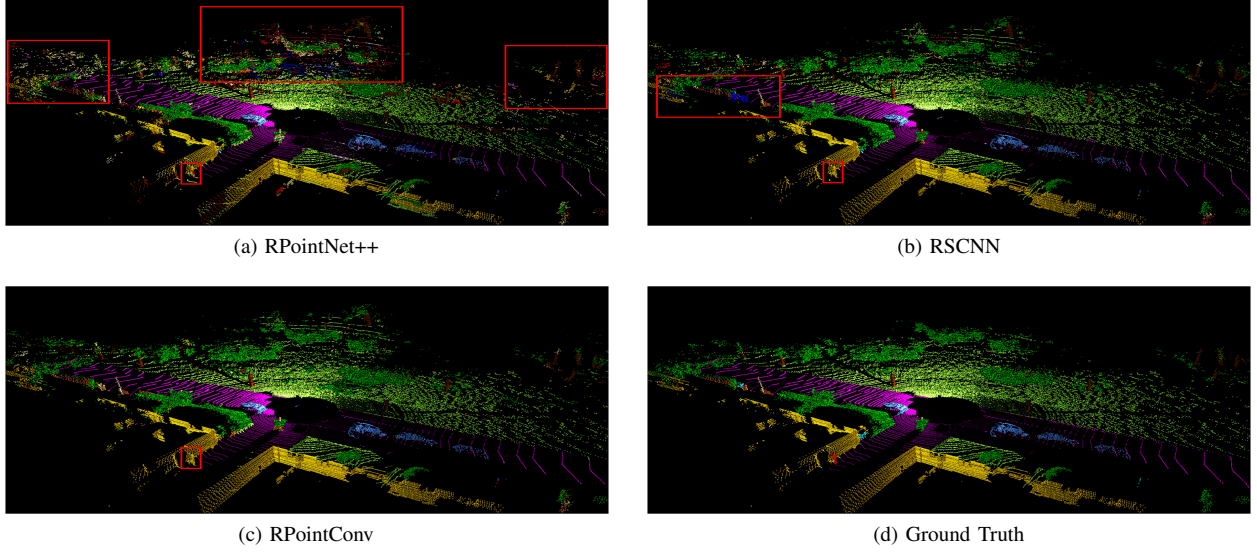 (a) RPointNet++
(b) RSCNN
(c) RPointConv
(d) Ground Truth